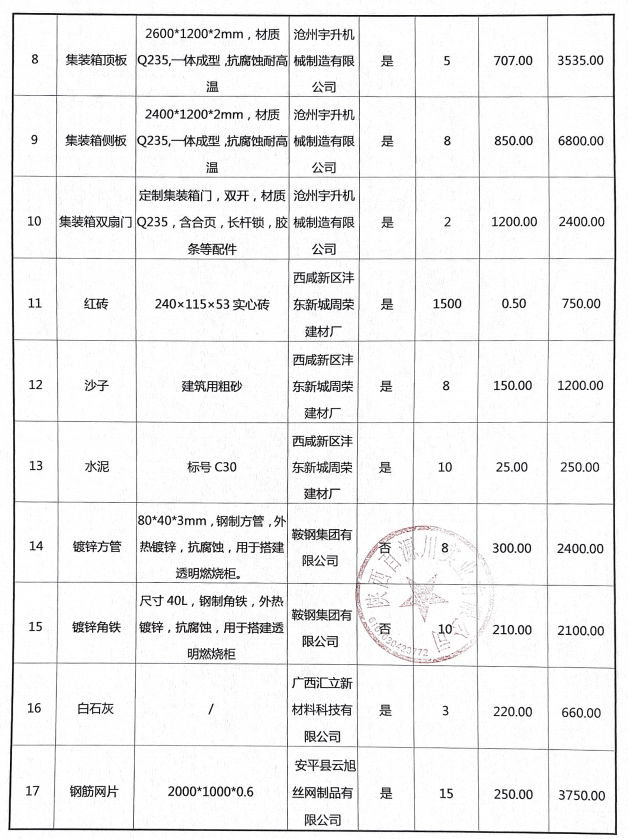 8 集装箱顶板 2600*1200*2mm，材质Q235,一体成型 ,抗腐蚀耐高温 沧州宇升机械制造有限公司 是 5 707.00 3535.00
9 集装箱侧板 2400*1200*2mm，材质Q235,一体成型 ,抗腐蚀耐高温 沧州宇升机械制造有限公司 是 8 850.00 6800.00
10 集装箱双扇门 定制集装箱门，双开，材质Q235，含合页，长杆锁，胶条等配件 沧州宇升机械制造有限公司 是 2 1200.00 2400.00
11 红砖 240×115×53 实心砖 西咸新区沣东新城周荣建材厂 是 1500 0.50 750.00
12 沙子 建筑用粗砂 西咸新区沣东新城周荣建材厂 是 8 150.00 1200.00
13 水泥 标号 C30 西咸新区沣东新城周荣建材厂 是 10 25.00 250.00
14 镀锌方管 80*40*3mm，钢制方管，外热镀锌，抗腐蚀，用于搭建透明燃烧柜。 鞍钢集团有限公司 否 8 300.00 2400.00
15 镀锌角铁 尺寸 40L，钢制角铁，外热镀锌，抗腐蚀，用于搭建透明燃烧柜 鞍钢集团有限公司 否 10 210.00 2100.00
16 白石灰 / 广西汇立新材料科技有限公司 是 3 220.00 660.00
17 钢筋网片 2000*1000*0.6 安平县云旭丝网制品有限公司 是 15 250.00 3750.00